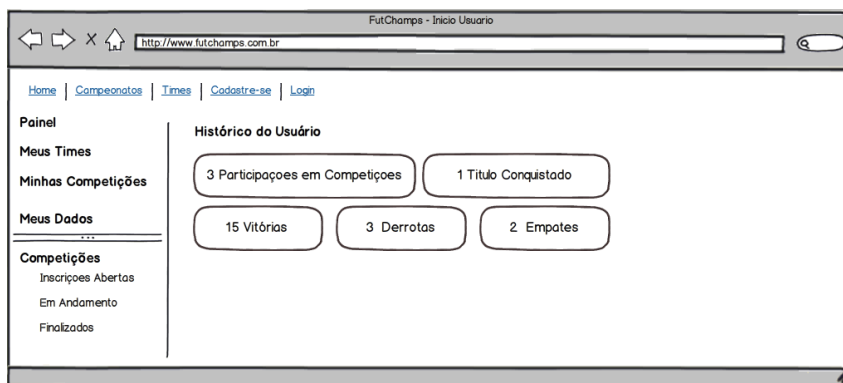 FutChamps - Inicio Usuario
http://www.futchamps.com.br
Home | Campeonatos | Times | Cadastre-se | Login
Painel
Meus Times
Minhas Competições
Meus Dados
Competições
Inscriçoes Abertas
Em Andamento
Finalizados
Histórico do Usuário
3 Participaçoes em Competiçoes
1 Titulo Conquistado
15 Vitórias
3 Derrotas
2 Empates